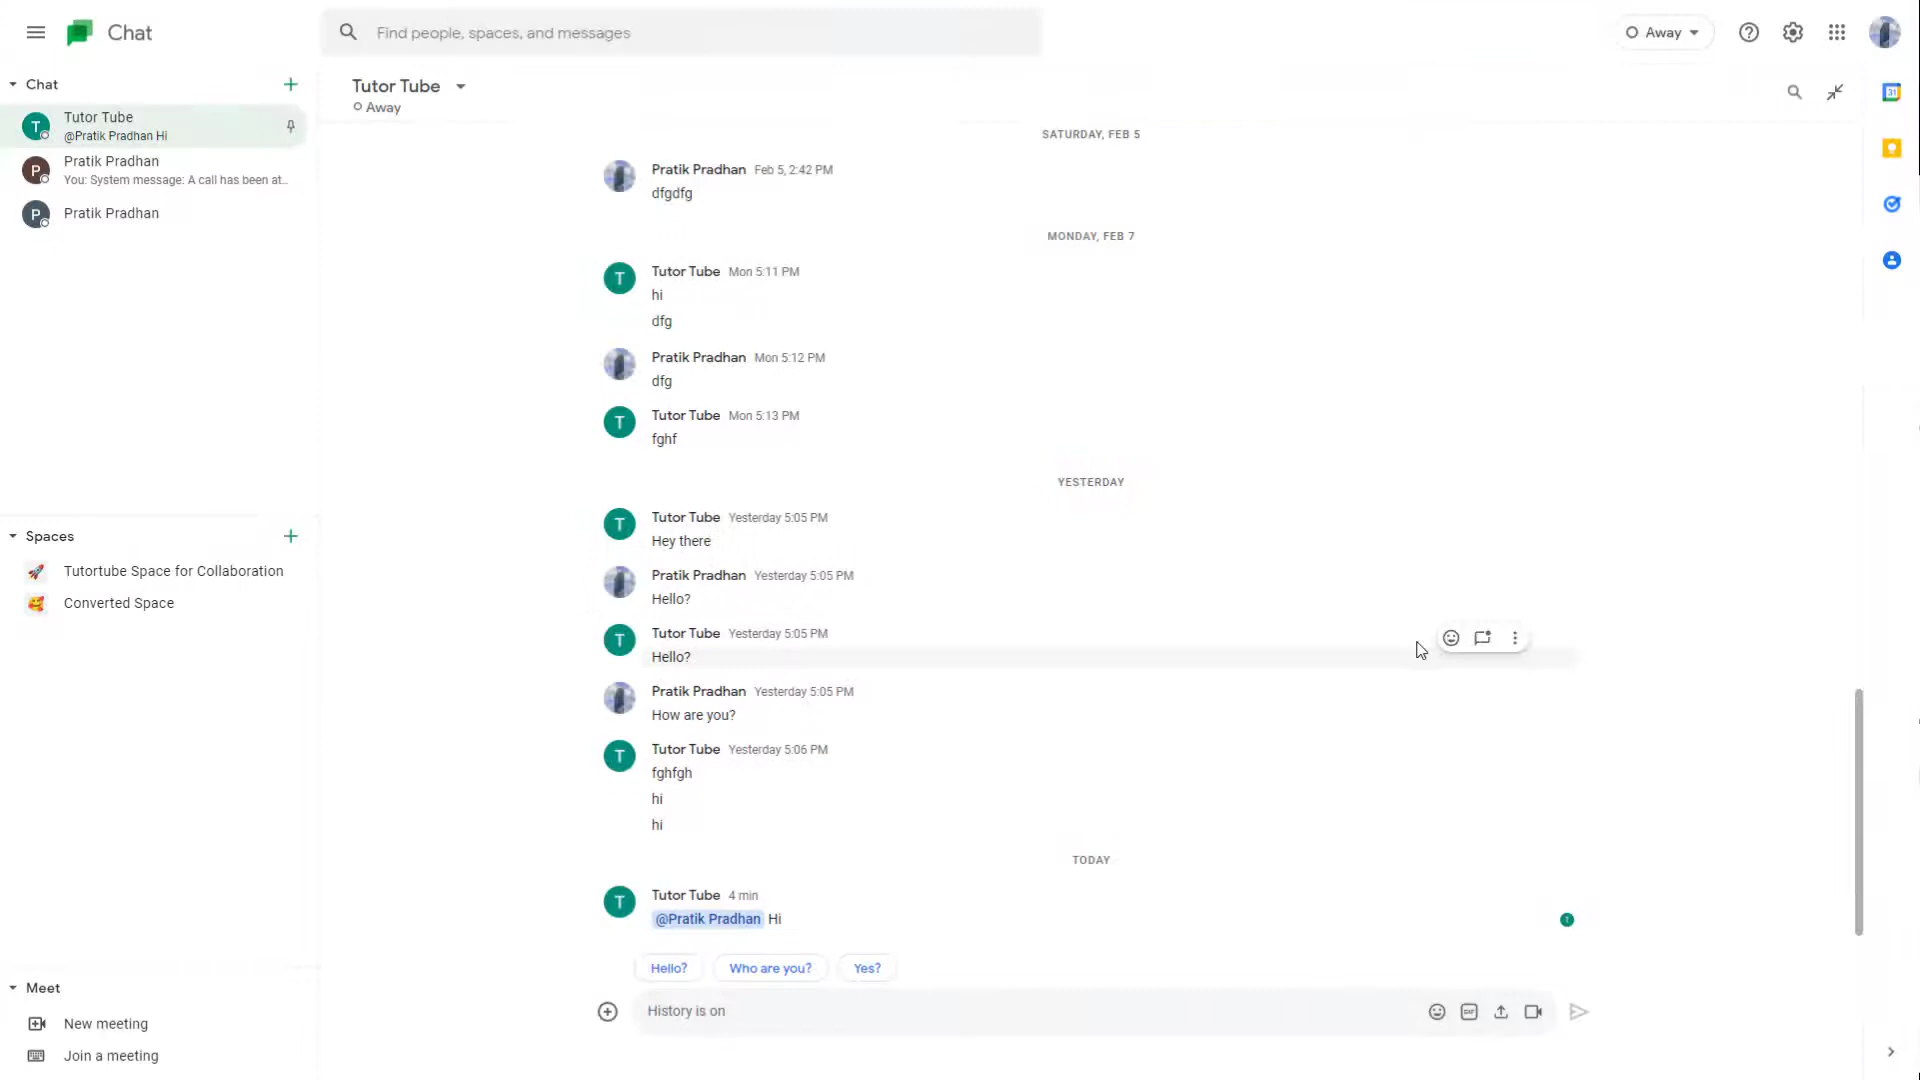 Chat
Find people, spaces, and messages
Away
Chat
T
Tutor Tube
@Pratik Pradhan Hi
P
Pratik Pradhan
You: System message: A call has been at...
P
Pratik Pradhan
Spaces
Tutortube Space for Collaboration
Converted Space
Meet
New meeting
Join a meeting
Tutor Tube
Away
SATURDAY, FEB 5
Pratik Pradhan Feb 5, 2:42 PM
dfgdfg
MONDAY, FEB 7
T
Tutor Tube Mon 5:11 PM
hi
dfg
Pratik Pradhan Mon 5:12 PM
dfg
T
Tutor Tube Mon 5:13 PM
fghf
YESTERDAY
T
Tutor Tube Yesterday 5:05 PM
Hey there
Pratik Pradhan Yesterday 5:05 PM
Hello?
T
Tutor Tube Yesterday 5:05 PM
Hello?
Pratik Pradhan Yesterday 5:05 PM
How are you?
T
Tutor Tube Yesterday 5:06 PM
fghfgh
hi
hi
TODAY
T
Tutor Tube 4 min
@Pratik Pradhan Hi
T
Hello? Who are you? Yes?
History is on
GIF
31